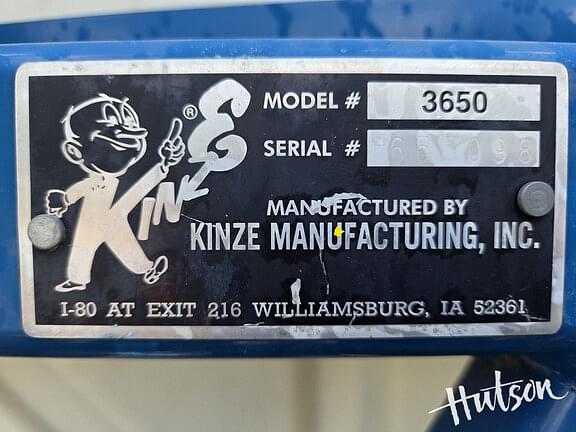 KINZE ®
MODEL # 3650
SERIAL #
MANUFACTURED BY
KINZE MANUFACTURING, INC.
I-80 AT EXIT 216 WILLIAMSBURG, IA 52361
Hutson